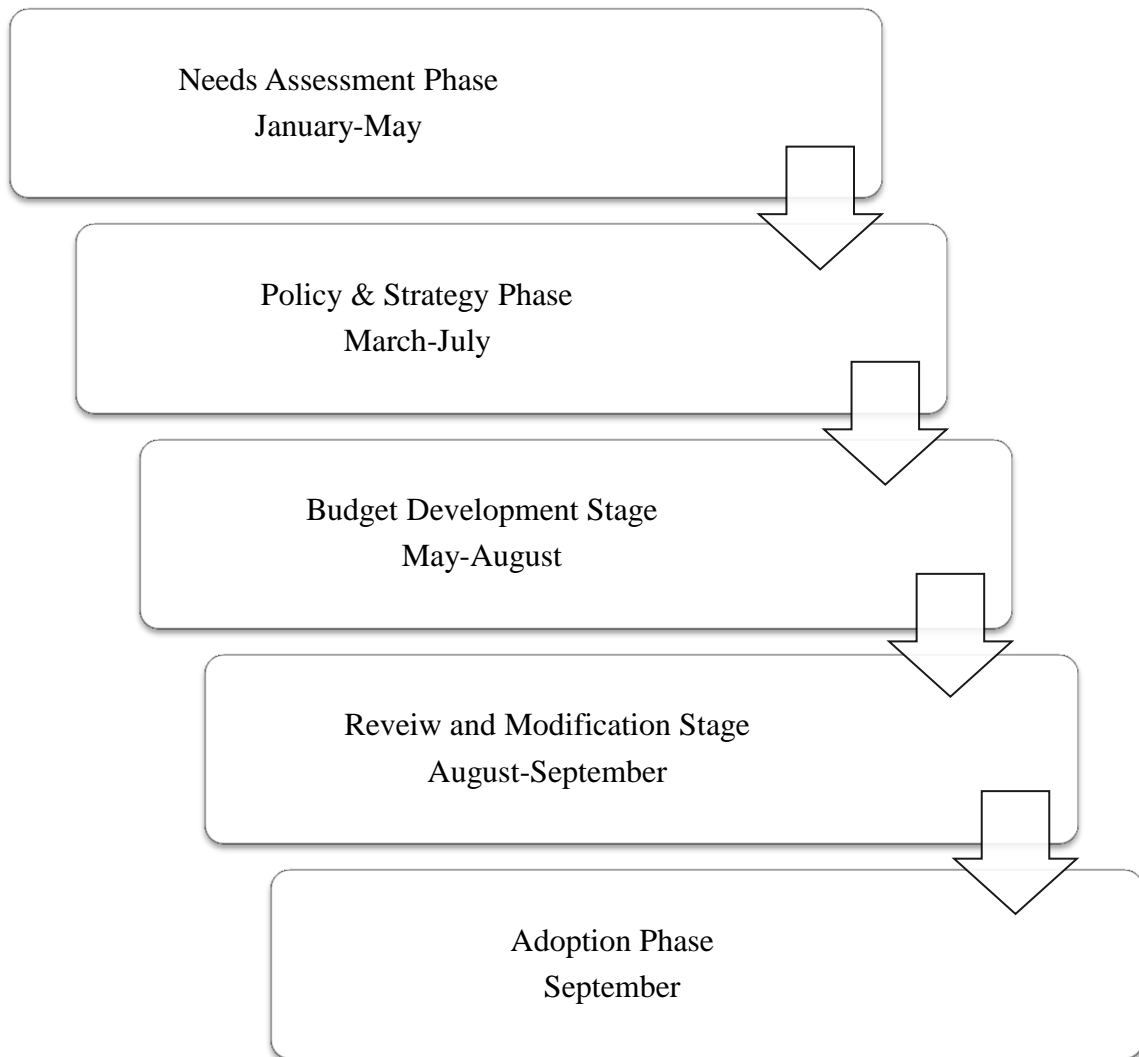 Needs Assessment Phase
January-May
Policy & Strategy Phase
March-July
Budget Development Stage
May-August
Reveiw and Modification Stage
August-September
Adoption Phase
September